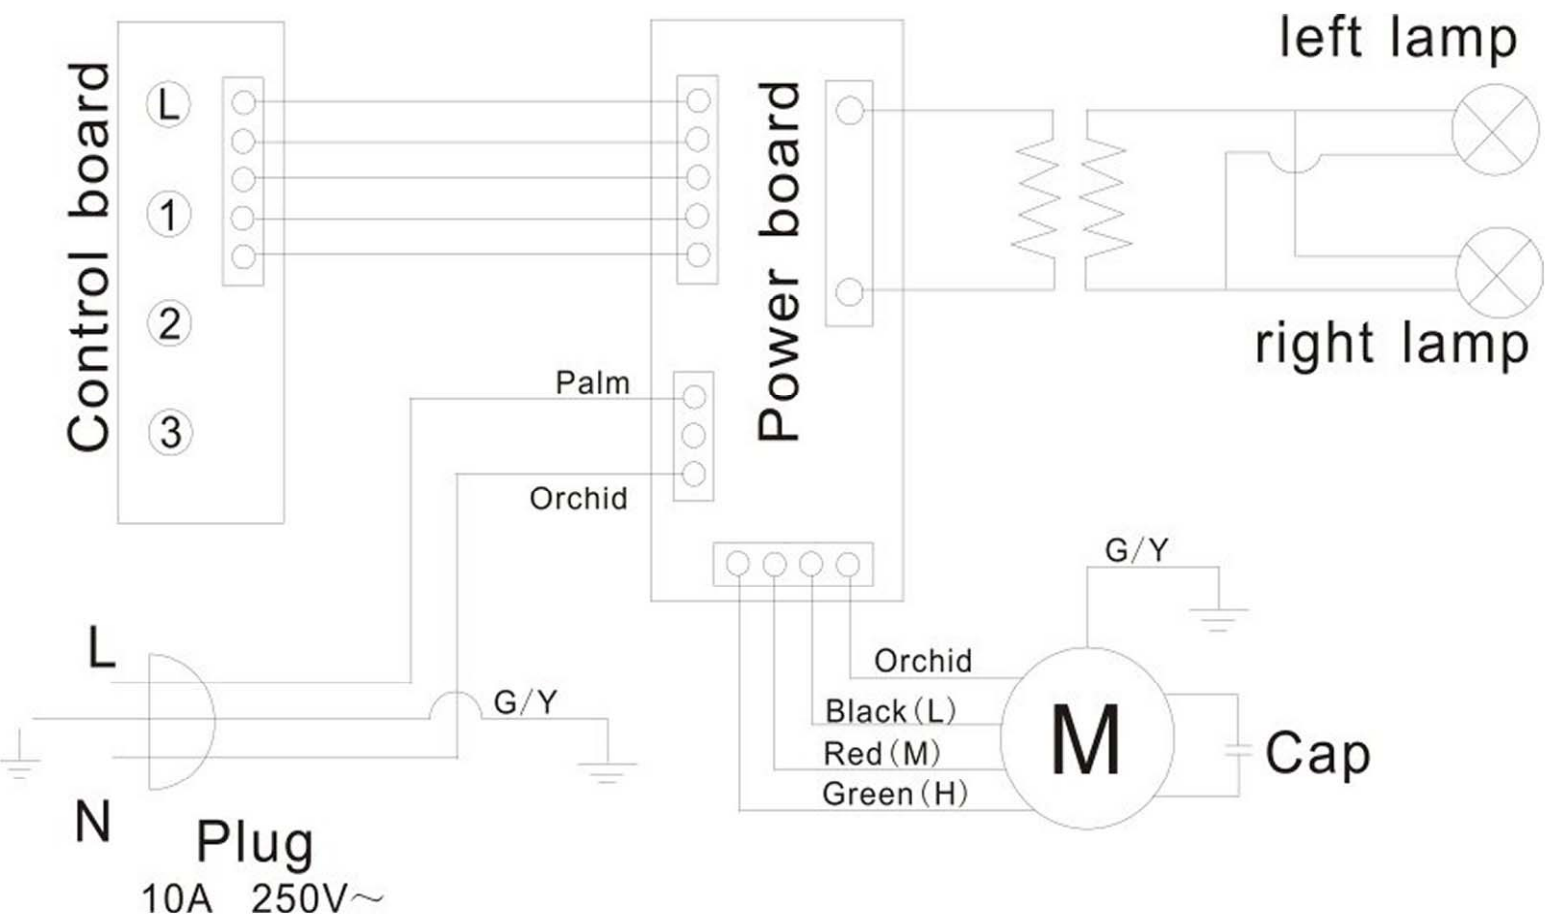 left lamp
Control board
L
1
2
3
Power board
right lamp
Palm
Orchid
G/Y
L
G/Y
N
Orchid
Black(L)
Red(M)
Green(H)
M
Cap
Plug
10A 250V~